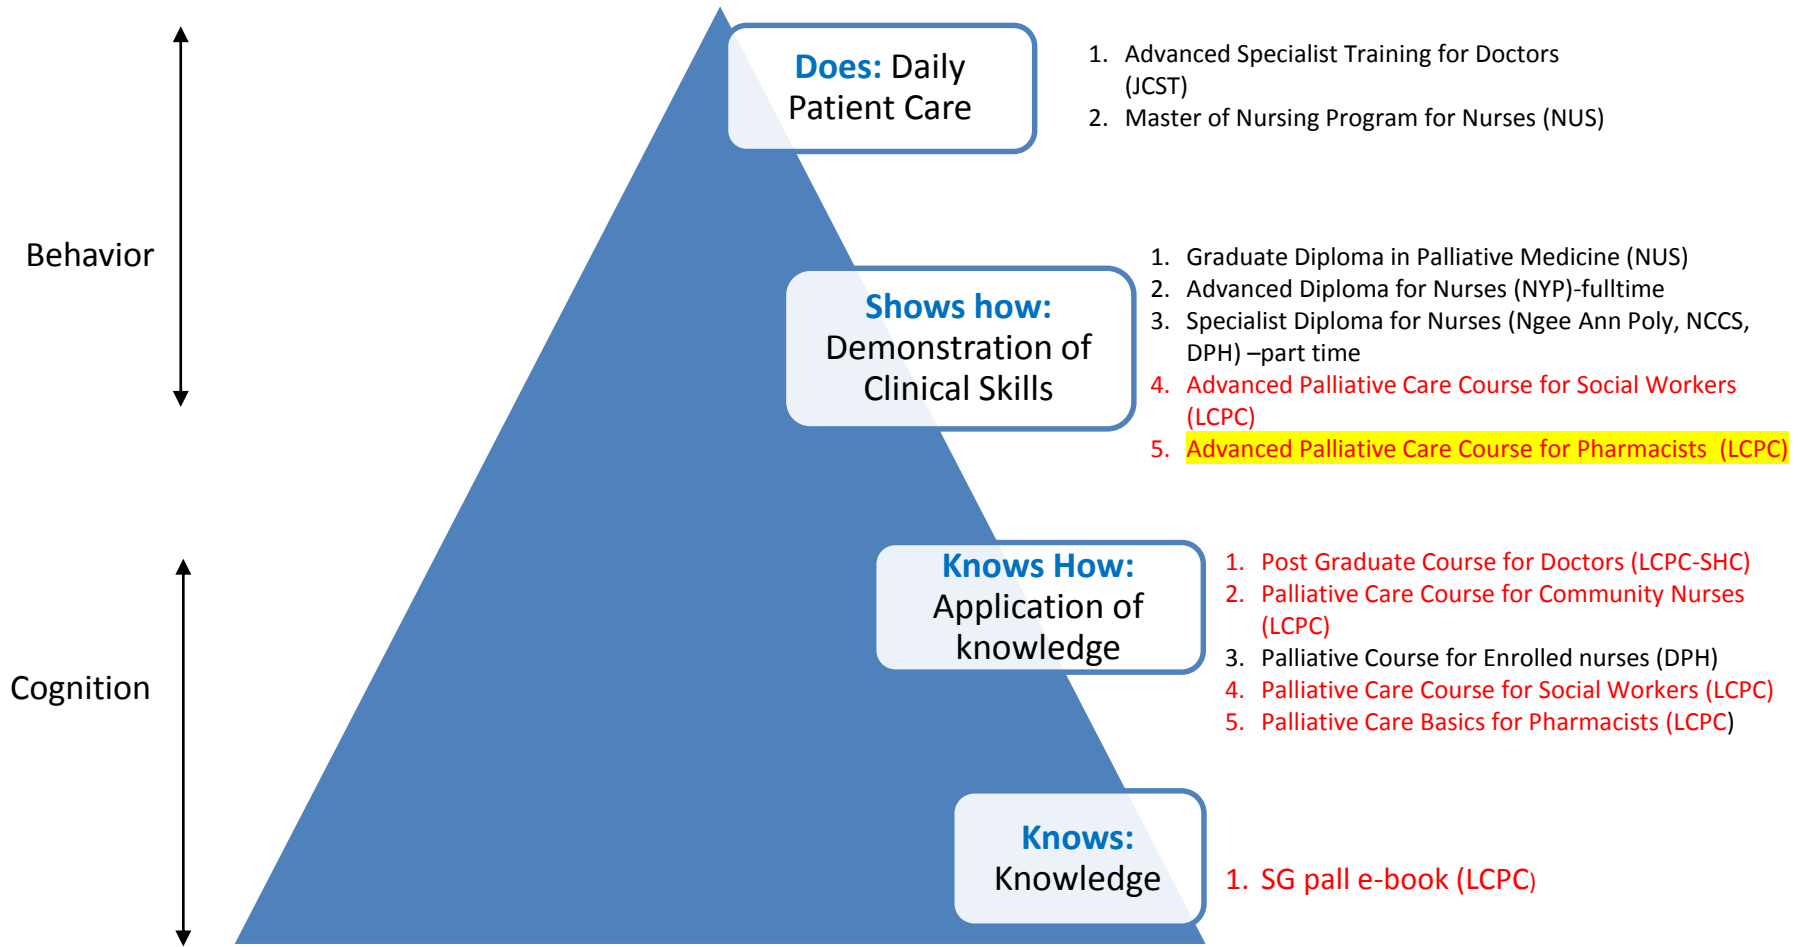 Behavior
Cognition
Does: Daily
Patient Care
1. Advanced Specialist Training for Doctors
(JCST)
2. Master of Nursing Program for Nurses (NUS)
Shows how:
Demonstration of
Clinical Skills
1. Graduate Diploma in Palliative Medicine (NUS)
2. Advanced Diploma for Nurses (NYP)-fulltime
3. Specialist Diploma for Nurses (Ngee Ann Poly, NCCS,
DPH) –part time
4. Advanced Palliative Care Course for Social Workers
(LCPC)
5. Advanced Palliative Care Course for Pharmacists (LCPC)
Knows How:
Application of
knowledge
1. Post Graduate Course for Doctors (LCPC-SHC)
2. Palliative Care Course for Community Nurses
(LCPC)
3. Palliative Course for Enrolled nurses (DPH)
4. Palliative Care Course for Social Workers (LCPC)
5. Palliative Care Basics for Pharmacists (LCPC)
Knows:
Knowledge
1. SG pall e-book (LCPC)